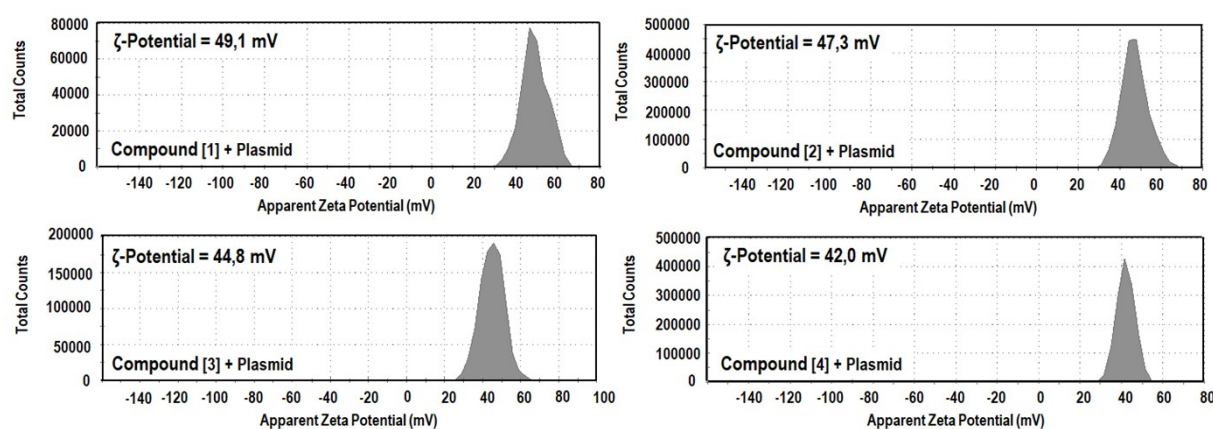 80000
60000
40000
20000
0
Total Counts
ζ-Potential = 49,1 mV
Compound [1] + Plasmid
-140 -120 -100 -80 -60 -40 -20 0 20 40 60 80
Apparent Zeta Potential (mV)
500000
400000
300000
200000
100000
0
Total Counts
ζ-Potential = 47,3 mV
Compound [2] + Plasmid
-140 -120 -100 -80 -60 -40 -20 0 20 40 60 80
Apparent Zeta Potential (mV)
200000
150000
100000
50000
0
Total Counts
ζ-Potential = 44,8 mV
Compound [3] + Plasmid
-140 -120 -100 -80 -60 -40 -20 0 20 40 60 80 100
Apparent Zeta Potential (mV)
500000
400000
300000
200000
100000
0
Total Counts
ζ-Potential = 42,0 mV
Compound [4] + Plasmid
-140 -120 -100 -80 -60 -40 -20 0 20 40 60 80
Apparent Zeta Potential (mV)